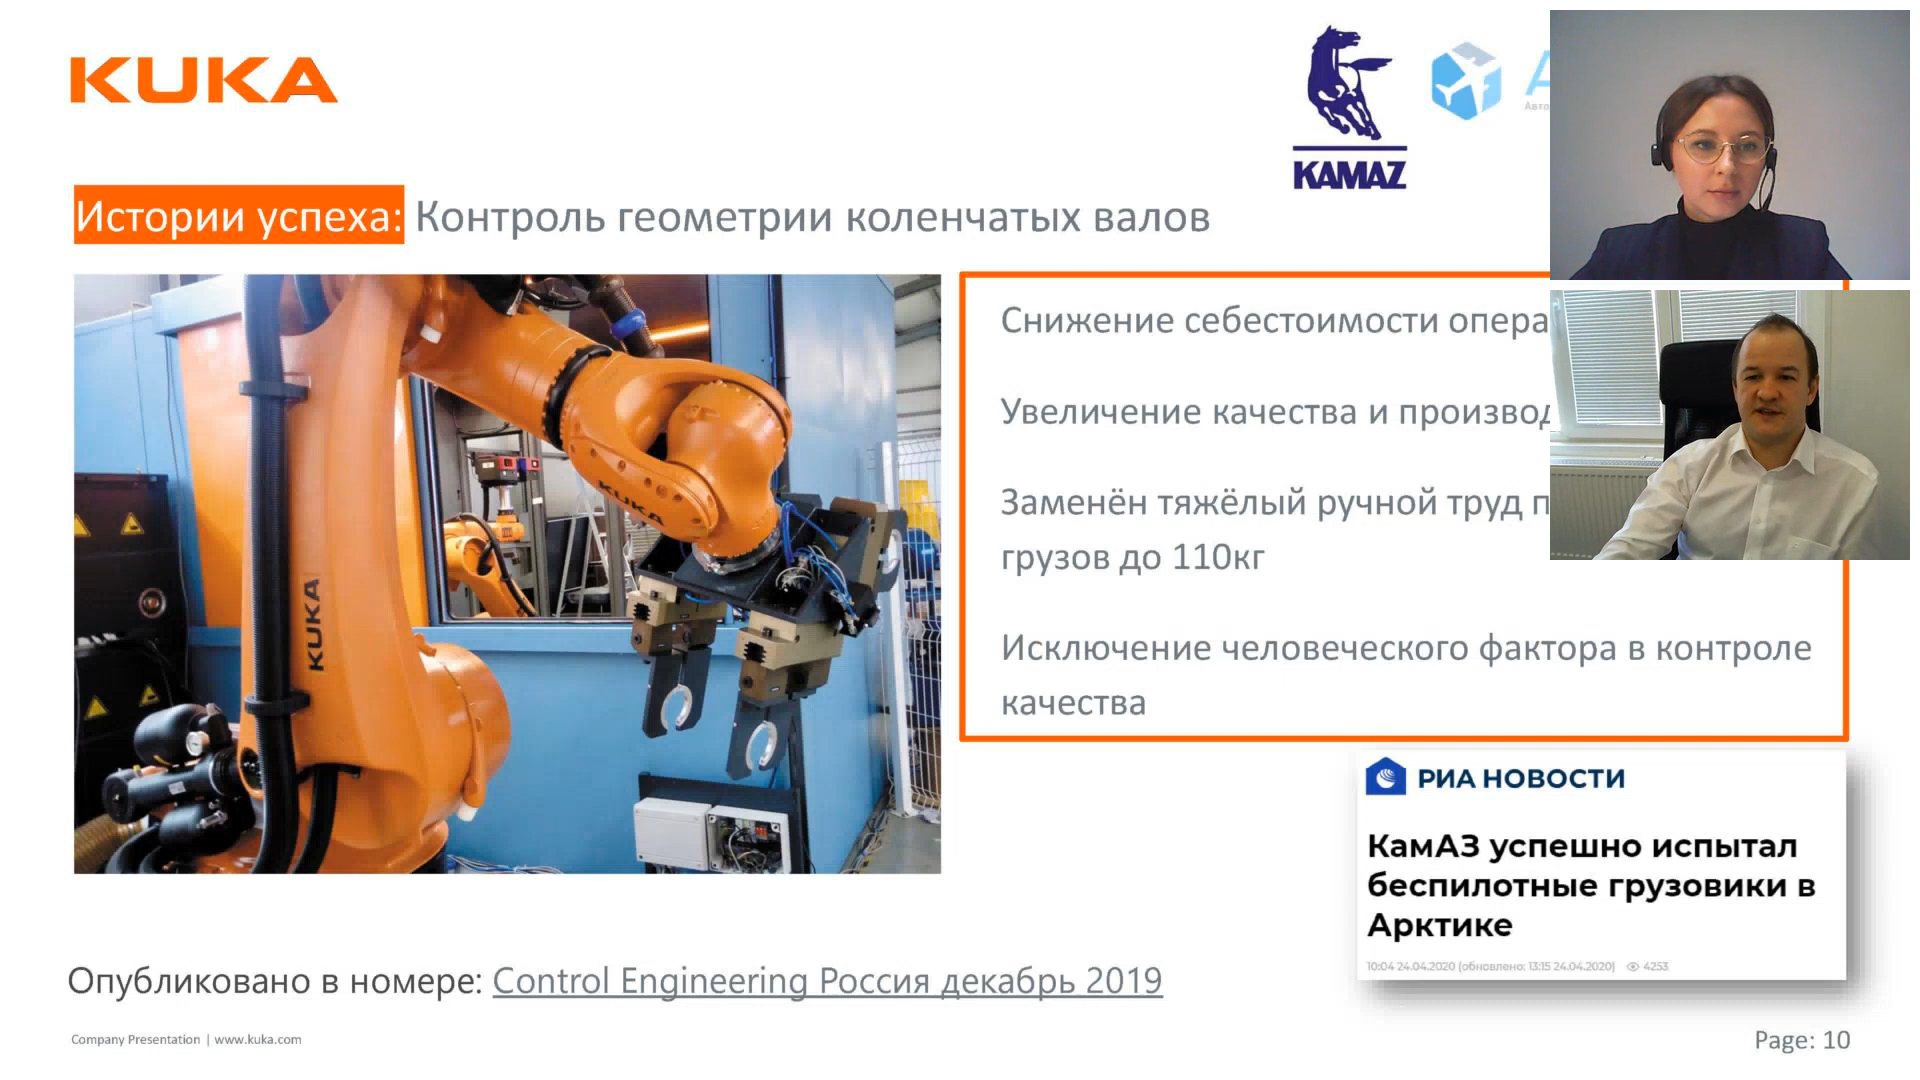 KUKA
KAMAZ
Истории успеха: Контроль геометрии коленчатых валов
Снижение себестоимости
Увеличение качества и
Заменён тяжёлый ручной труд
грузов до 110кг
Исключение человеческого фактора в контроле
качества
KUKA
KUKA
РИА НОВОСТИ
КамАЗ успешно испытал
беспилотные грузовики в
Арктике
10:04 24.04.2020 (обновлено: 13:15 24.04.2020) 4253
Опубликовано в номере: Control Engineering Россия декабрь 2019
Company Presentation | www.kuka.com
Page: 10